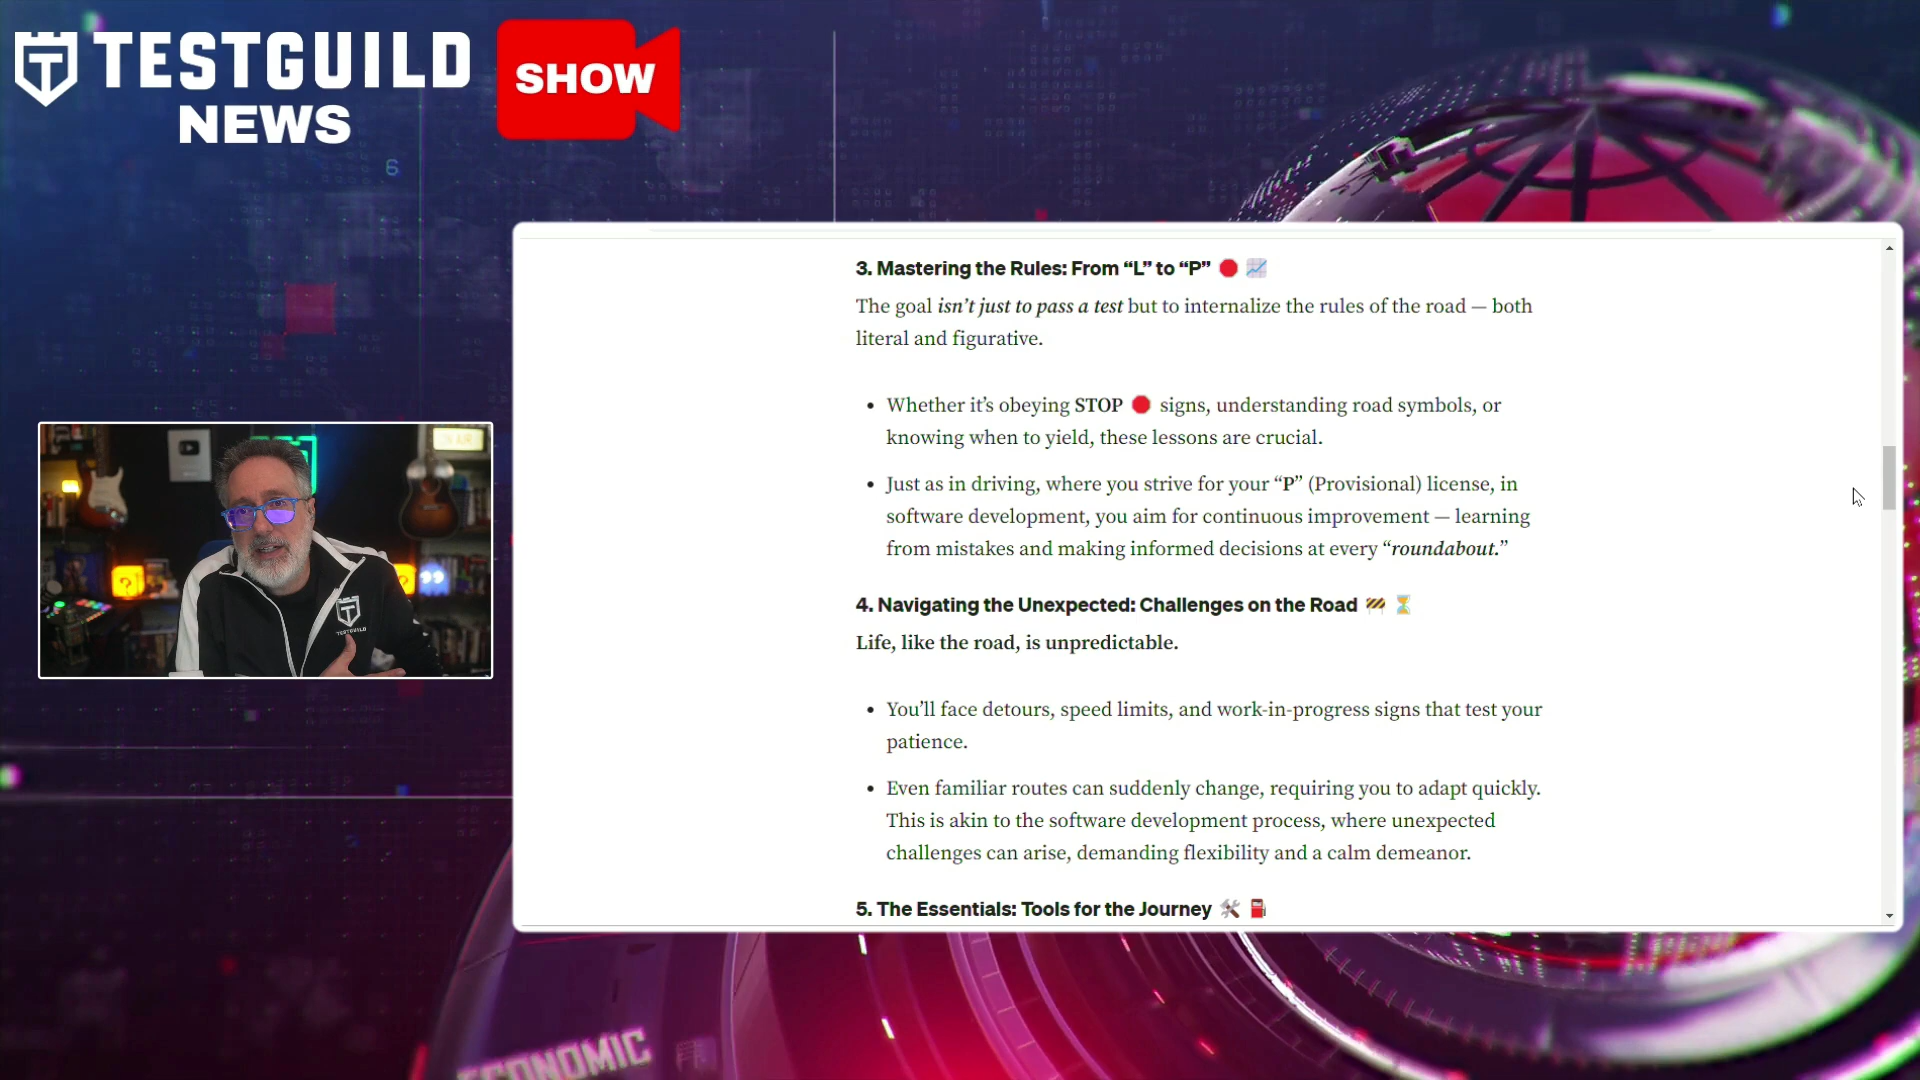 TESTGUILD
NEWS
SHOW
6
3. Mastering the Rules: From “L” to “P” 🛑 📈
The goal isn’t just to pass a test but to internalize the rules of the road — both
literal and figurative.
• Whether it’s obeying STOP 🛑 signs, understanding road symbols, or
knowing when to yield, these lessons are crucial.
• Just as in driving, where you strive for your “P” (Provisional) license, in
software development, you aim for continuous improvement — learning
from mistakes and making informed decisions at every “roundabout.”
4. Navigating the Unexpected: Challenges on the Road 🚧 ⏳
Life, like the road, is unpredictable.
• You’ll face detours, speed limits, and work-in-progress signs that test your
patience.
• Even familiar routes can suddenly change, requiring you to adapt quickly.
This is akin to the software development process, where unexpected
challenges can arise, demanding flexibility and a calm demeanor.
5. The Essentials: Tools for the Journey 🛠 ⛽
TESTGUILD
ECONOMIC